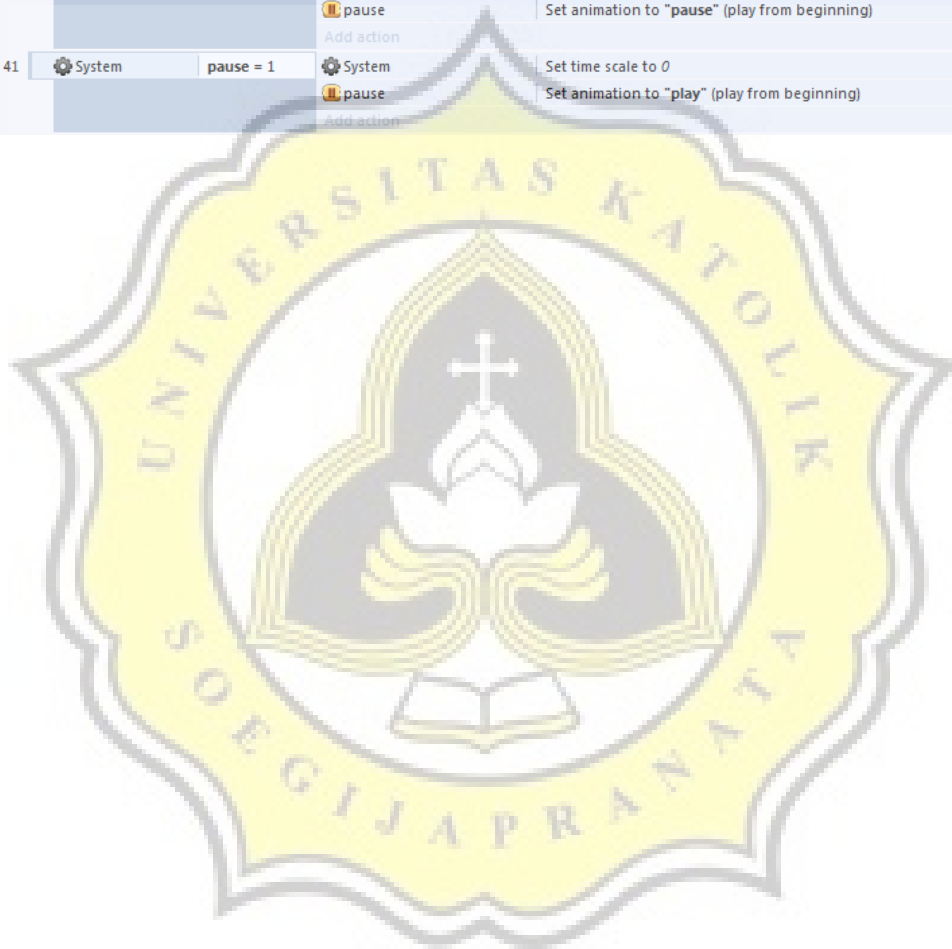 pause Set animation to "pause" (play from beginning)
Add action
41 System pause = 1 System Set time scale to 0
pause Set animation to "play" (play from beginning)
Add action
UNIVERSITAS KATOLIK
SOEGIJAPRANATA